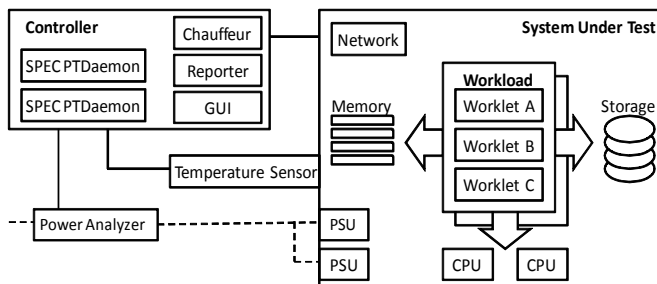 Controller
Chauffeur
SPEC PTDaemon
Reporter
SPEC PTDaemon
GUI
System Under Test
Network
Workload
Memory
Worklet A
Storage
Worklet B
Worklet C
Temperature Sensor
Power Analyzer
PSU
PSU
CPU
CPU